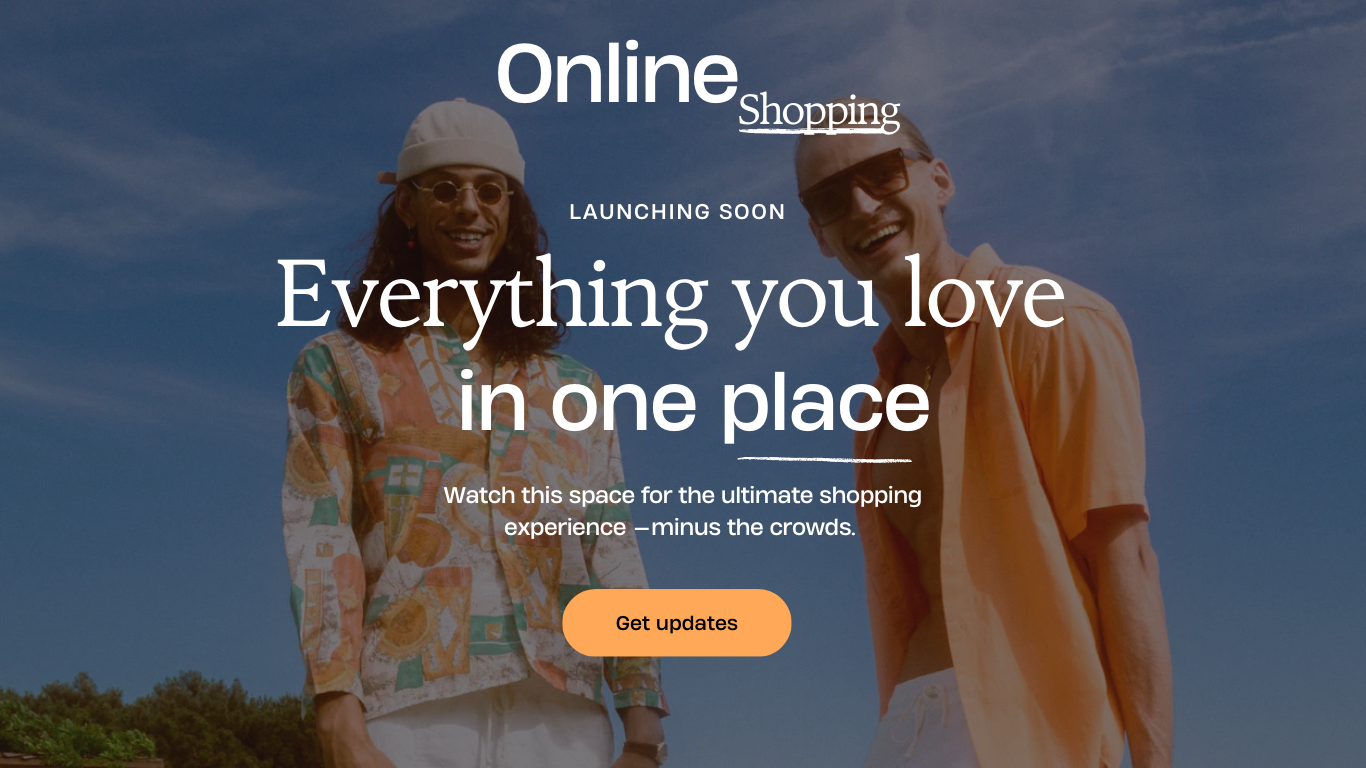 Online
Shopping
LAUNCHING SOON
Everything you love
in one place
Watch this space for the ultimate shopping
experience —minus the crowds.
Get updates